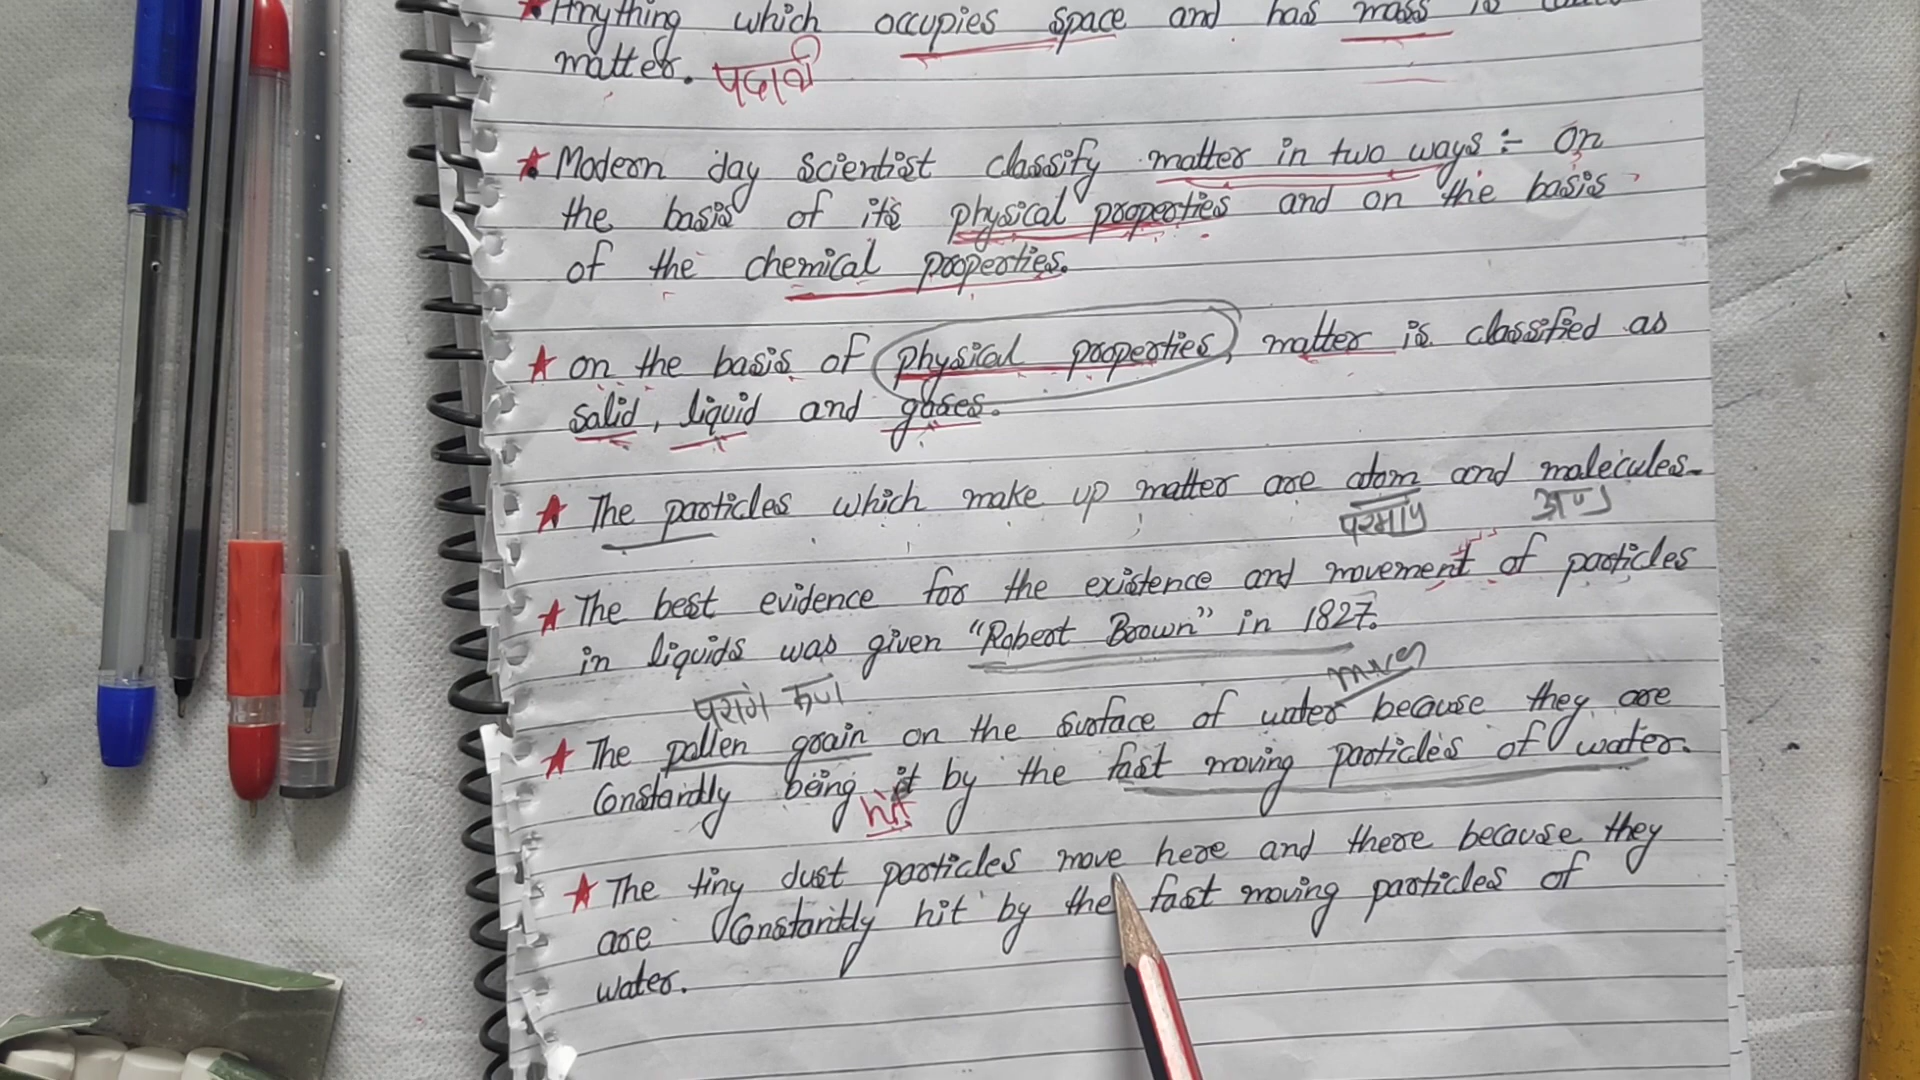 Anything which occupies space and has mass is
matter. पदार्थ
Modern day scientist classify matter in two ways :- On
the basis of its physical properties and on the basis
of the chemical properties.
on the basis of physical properties, matter is classified as
solid, liquid and gases.
The particles which make up matter are atom and molecules.
परमाणु अणु
The best evidence for the existence and movement of particles
in liquids was given "Robert Brown" in 1827.
पराग कण moves
The pollen grain on the surface of water because they are
Constantly being it by the fast moving particles of water.
hit
The tiny dust particles move here and there because they
are Constantly hit by the fast moving particles of
water.